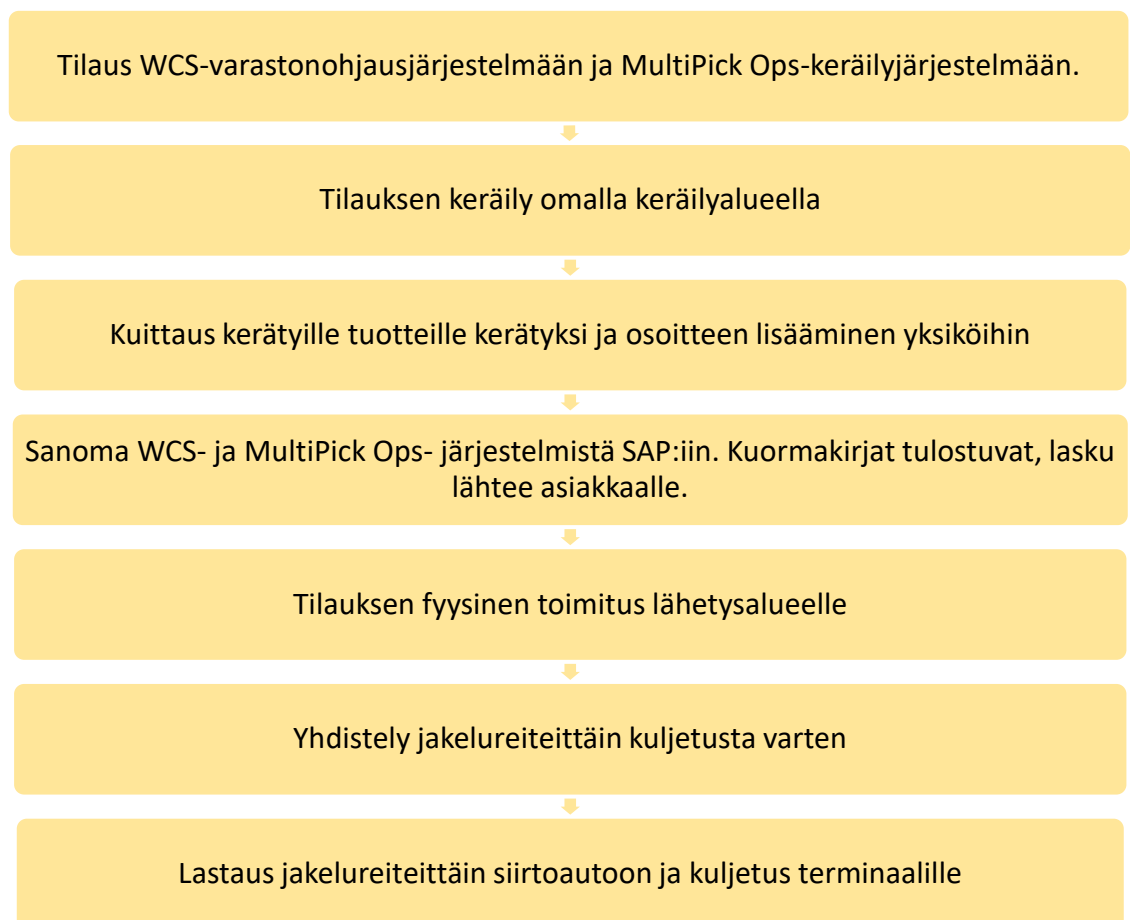 Tilaus WCS-varastonohjausjärjestelmään ja MultiPick Ops-keräilyjärjestelmään.
Tilauksen keräily omalla keräilyalueella
Kuittaus kerätyille tuotteille kerätyksi ja osoitteen lisääminen yksiköihin
Sanoma WCS- ja MultiPick Ops- järjestelmistä SAP:iin. Kuormakirjat tulostuvat, lasku
lähtee asiakkaalle.
Tilauksen fyysinen toimitus lähetysalueelle
Yhdistely jakelureiteittäin kuljetusta varten
Lastaus jakelureiteittäin siirtoautoon ja kuljetus terminaalille